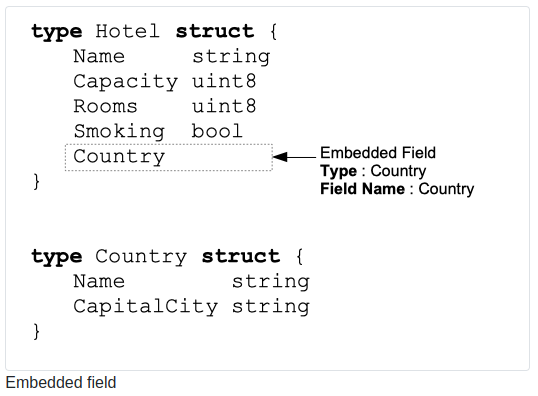 type Hotel struct {
Name string
Capacity uint8
Rooms uint8
Smoking bool
Country
Embedded Field
Type : Country
Field Name : Country
}
type Country struct {
Name string
CapitalCity string
}
Embedded field